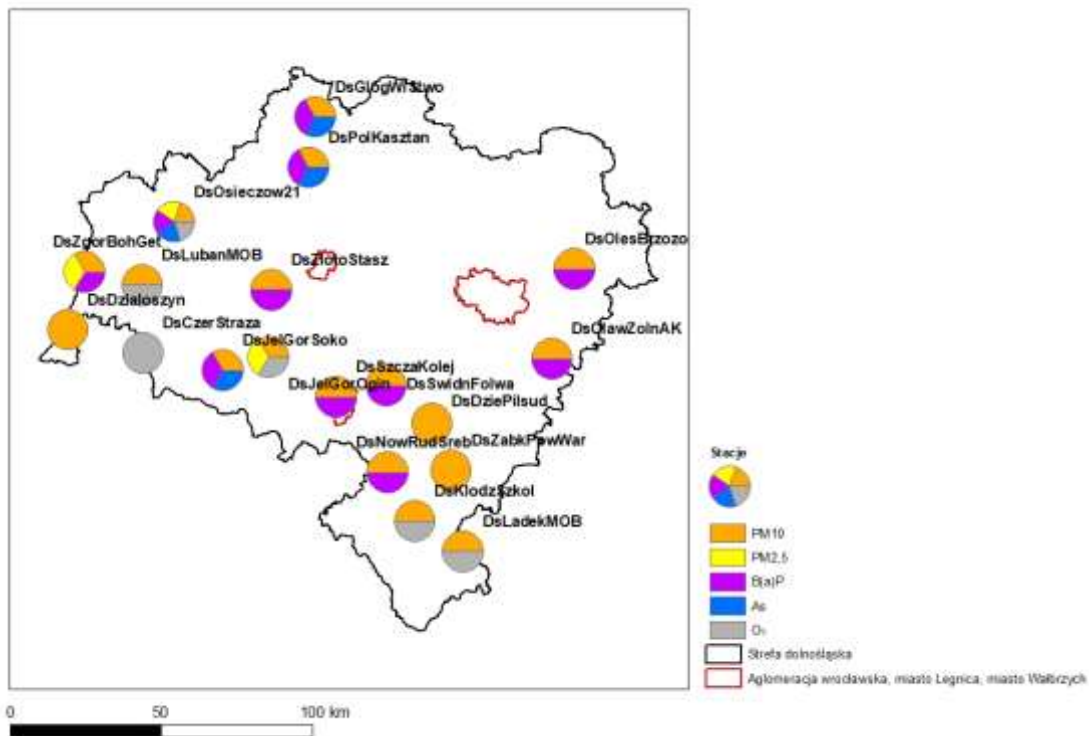 DsGlogWiStwo
DsPolKasztan
DsOsieczow21
DsZgorBohGet
DsLubanMOB
DsZlotoStasz
DsOlesBrzozo
DsDzialoszyn
DsCzerStraza
DsJelGorSoko
DsOlawZolnAK
DsSzczaKolej
DsJelGorOgin
DsSwidnFolwa
DsDziePilsud
DsNowRudSreb
DsZabkPowWar
DsKlodzSzkol
DsLadekMOB
Stacje
PM10
PM2,5
B(a)P
As
O₃
Strefa dolnośląska
Aglomeracja wrocławska, miasto Legnica, miasto Wałbrzych
0 50 100 km